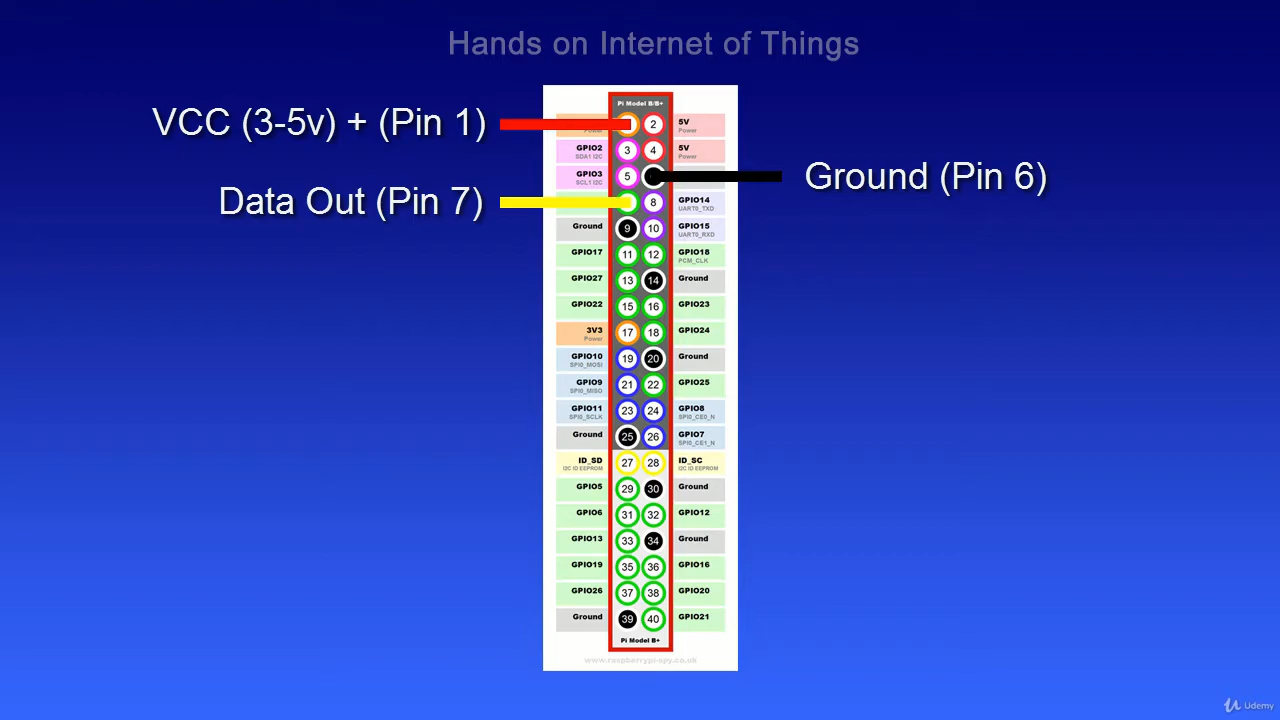 Hands on Internet of Things
Pi Model B/B+
VCC (3-5v) + (Pin 1)
Power
2
5V
Power
GPIO2
SDA1 I2C
3
4
5V
Power
GPIO3
SCL1 I2C
5
Ground (Pin 6)
Data Out (Pin 7)
8
GPIO14
UART0_TXD
Ground
9
10
GPIO15
UART0_RXD
GPIO17
11
12
GPIO18
PCM_CLK
GPIO27
13
14
Ground
GPIO22
15
16
GPIO23
3V3
Power
17
18
GPIO24
GPIO10
SPI0_MOSI
19
20
Ground
GPIO9
SPI0_MISO
21
22
GPIO25
GPIO11
SPI0_SCLK
23
24
GPIO8
SPI0_CE0_N
Ground
25
26
GPIO7
SPI0_CE1_N
ID_SD
I2C ID EEPROM
27
28
ID_SC
I2C ID EEPROM
GPIO5
29
30
Ground
GPIO6
31
32
GPIO12
GPIO13
33
34
Ground
GPIO19
35
36
GPIO16
GPIO26
37
38
GPIO20
Ground
39
40
GPIO21
Pi Model B+
www.raspberrypi-spy.co.uk
Udemy